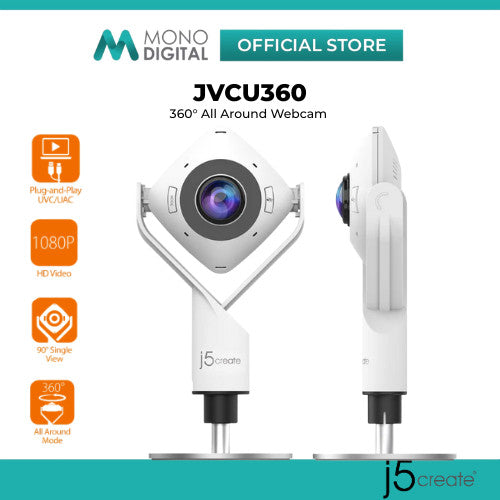 MONO
DIGITAL
OFFICIAL STORE
JVCU360
360° All Around Webcam
Plug-and-Play
UVC/UAC
1080P
HD Video
90° Single
View
360°
All Around
Mode
j5create
j5create
j5create®